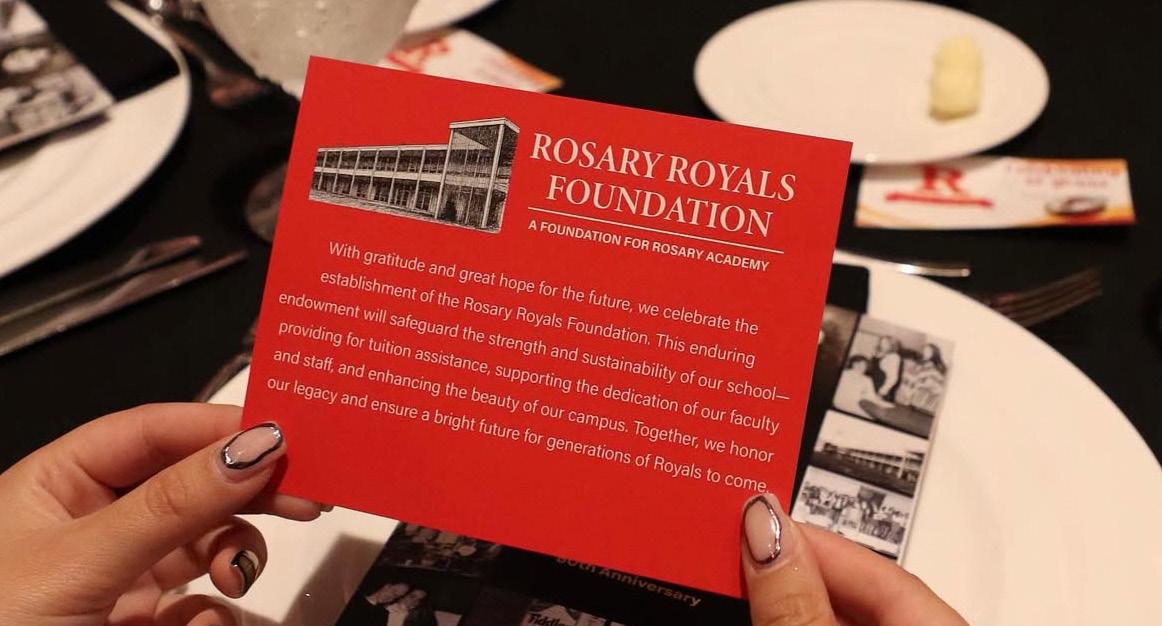 ROSARY ROYALS
FOUNDATION
A FOUNDATION FOR ROSARY ACADEMY
With gratitude and great hope for the future, we celebrate the
establishment of the Rosary Royals Foundation. This enduring
endowment will safeguard the strength and sustainability of our school—
providing for tuition assistance, supporting the dedication of our faculty
and staff, and enhancing the beauty of our campus. Together, we honor
our legacy and ensure a bright future for generations of Royals to come.
R
Anniversary
Fiddle